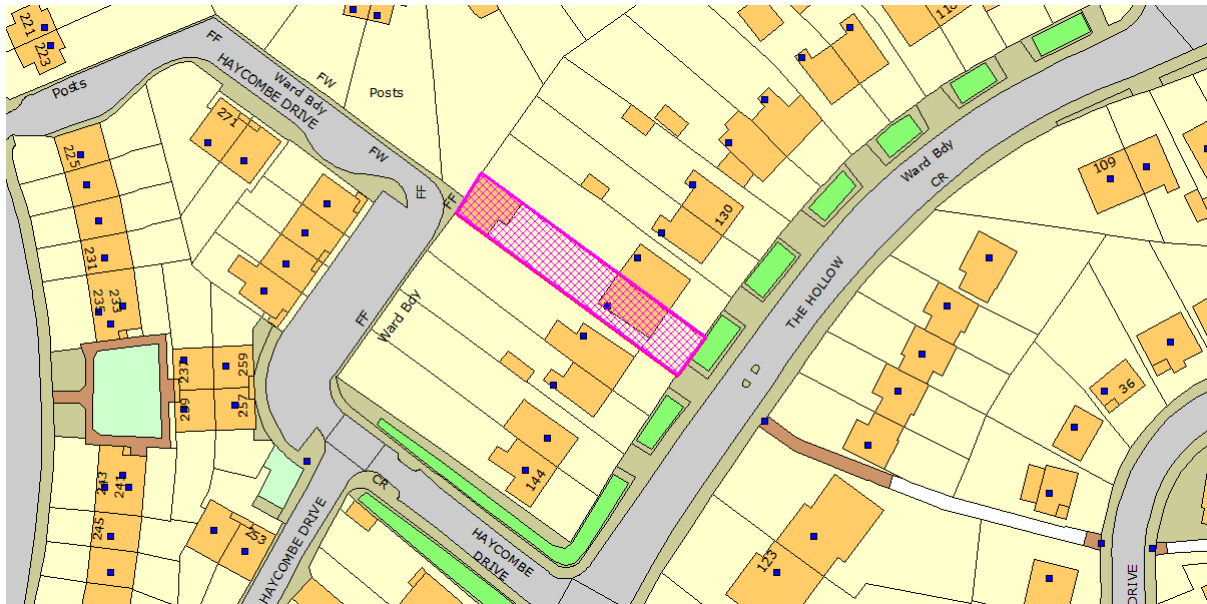 221
223
FF
118
Posts
Ward Bdy
HAYCOMBE DRIVE
FW
Posts
271
FW
225
FF
FF
Ward Bdy
CR
109
130
231
235
233
FF
Ward Bdy
THE HOLLOW
237
259
239
257
36
243
241
245
253
144
CR
HAYCOMBE DRIVE
HAYCOMBE
DRIVE
123
DRIVE